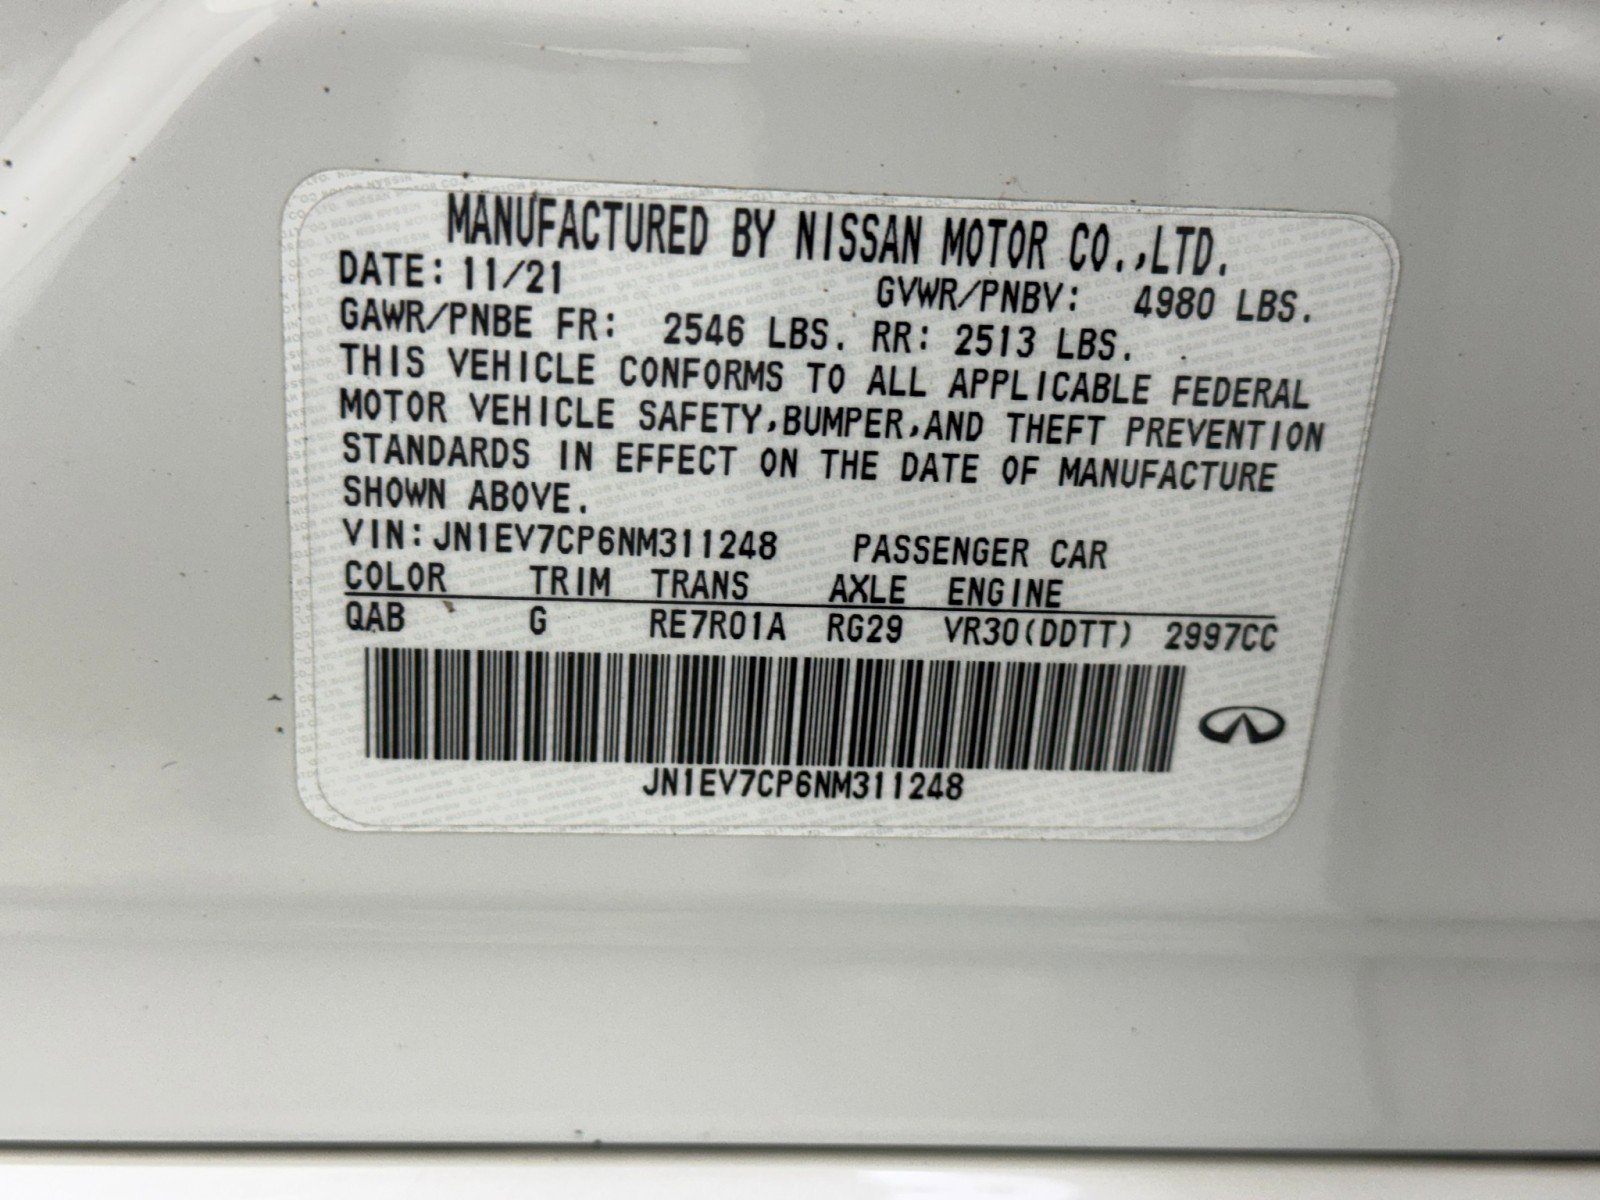 MANUFACTURED BY NISSAN MOTOR CO.,LTD.
DATE: 11/21 GVWR/PNBV: 4980 LBS.
GAWR/PNBE FR: 2546 LBS. RR: 2513 LBS.
THIS VEHICLE CONFORMS TO ALL APPLICABLE FEDERAL
MOTOR VEHICLE SAFETY,BUMPER,AND THEFT PREVENTION
STANDARDS IN EFFECT ON THE DATE OF MANUFACTURE
SHOWN ABOVE.
VIN:JN1EV7CP6NM311248 PASSENGER CAR
COLOR TRIM TRANS AXLE ENGINE
QAB G RE7R01A RG29 VR30(DDTT) 2997CC
JN1EV7CP6NM311248